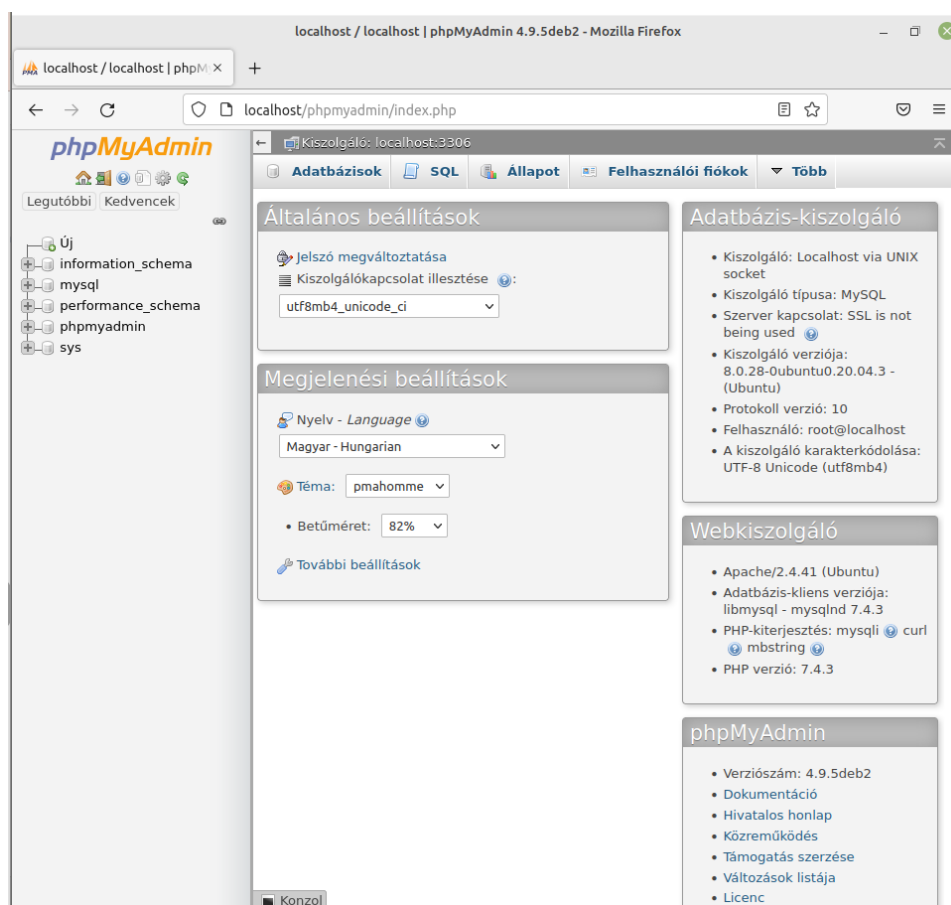 localhost / localhost | phpMyAdmin 4.9.5deb2 - Mozilla Firefox
localhost / localhost | phpM
localhost/phpmyadmin/index.php
phpMyAdmin
Legutóbbi Kedvencek
Új
information_schema
mysql
performance_schema
phpmyadmin
sys
Kiszolgáló: localhost:3306
Adatbázisok SQL Állapot Felhasználói fiókok Több
Általános beállítások
Jelszó megváltoztatása
Kiszolgálókapcsolat illesztése :
utf8mb4_unicode_ci
Megjelenési beállítások
Nyelv - Language
Magyar - Hungarian
Téma: pmahomme
• Betűméret: 82%
További beállítások
Adatbázis-kiszolgáló
• Kiszolgáló: Localhost via UNIX
socket
• Kiszolgáló típusa: MySQL
• Szerver kapcsolat: SSL is not
being used
• Kiszolgáló verziója:
8.0.28-0ubuntu0.20.04.3 -
(Ubuntu)
• Protokoll verzió: 10
• Felhasználó: root@localhost
• A kiszolgáló karakterkódolása:
UTF-8 Unicode (utf8mb4)
Webkiszolgáló
• Apache/2.4.41 (Ubuntu)
• Adatbázis-kliens verziója:
libmysql - mysqlnd 7.4.3
• PHP-kiterjesztés: mysqli curl
mbstring
• PHP verzió: 7.4.3
phpMyAdmin
• Verziószám: 4.9.5deb2
• Dokumentáció
• Hivatalos honlap
• Közreműködés
• Támogatás szerzése
• Változások listája
• Licenc
Konzol